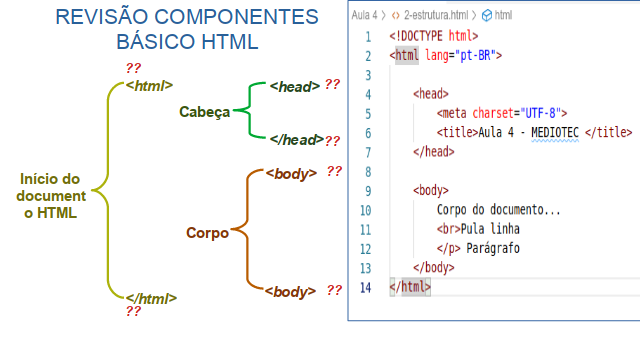 REVISÃO COMPONENTES
BÁSICO HTML
??
<html>
Cabeça
<head> ??
</head> ??
Início do
document
o HTML
<body> ??
Corpo
<body> ??
</html>
??
Aula 4 > <> 2-estrutura.html > html
1 <!DOCTYPE html>
2 <html lang="pt-BR">
3
4 <head>
5 <meta charset="UTF-8">
6 <title>Aula 4 - MEDIOTEC </title>
7 </head>
8
9 <body>
10 Corpo do documento...
11 <br>Pula linha
12 </p> Parágrafo
13 </body>
14 </html>